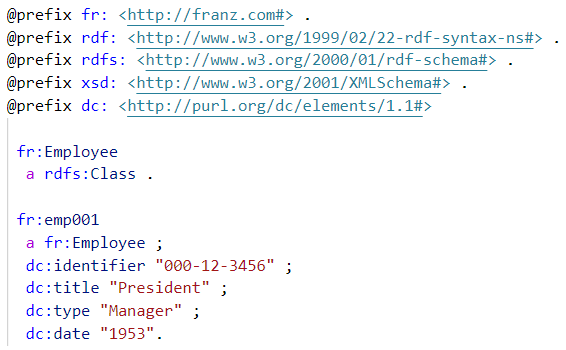 @prefix fr: <http://franz.com#> .
@prefix rdf: <http://www.w3.org/1999/02/22-rdf-syntax-ns#> .
@prefix rdfs: <http://www.w3.org/2000/01/rdf-schema#> .
@prefix xsd: <http://www.w3.org/2001/XMLSchema#> .
@prefix dc: <http://purl.org/dc/elements/1.1#>
fr:Employee
a rdfs:Class .
fr:emp001
a fr:Employee ;
dc:identifier "000-12-3456" ;
dc:title "President" ;
dc:type "Manager" ;
dc:date "1953".